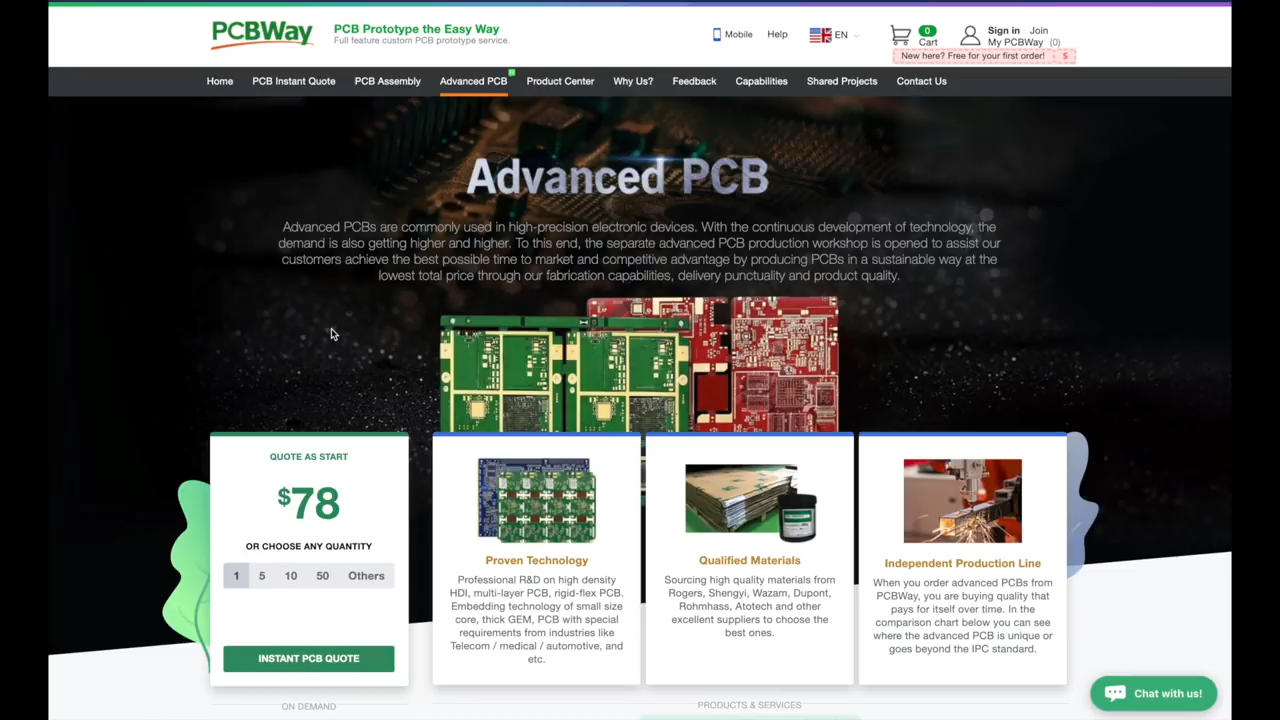 PCBWay
PCB Prototype the Easy Way
Full feature custom PCB prototype service.
Mobile
Help
EN
0
Cart
Sign in Join
My PCBWay (0)
New here? Free for your first order!
Home
PCB Instant Quote
PCB Assembly
Advanced PCB
Product Center
Why Us?
Feedback
Capabilities
Shared Projects
Contact Us
Advanced PCB
Advanced PCBs are commonly used in high-precision electronic devices. With the continuous development of technology, the
demand is also getting higher and higher. To this end, the separate advanced PCB production workshop is opened to assist our
customers achieve the best possible time to market and competitive advantage by producing PCBs in a sustainable way at the
lowest total price through our fabrication capabilities, delivery punctuality and product quality.
QUOTE AS START
$78
OR CHOOSE ANY QUANTITY
1 5 10 50 Others
INSTANT PCB QUOTE
ON DEMAND
Proven Technology
Professional R&D on high density
HDI, multi-layer PCB, rigid-flex PCB.
Embedding technology of small size
core, thick GEM, PCB with special
requirements from industries like
Telecom / medical / automotive, and
etc.
Qualified Materials
Sourcing high quality materials from
Rogers, Shengyi, Wazam, Dupont,
Rohmhass, Atotech and other
excellent suppliers to choose the
best ones.
Independent Production Line
When you order advanced PCBs from
PCBWay, you are buying quality that
pays for itself over time. In the
comparison chart below you can see
where the advanced PCB is unique or
goes beyond the IPC standard.
PRODUCTS & SERVICES
Chat with us!